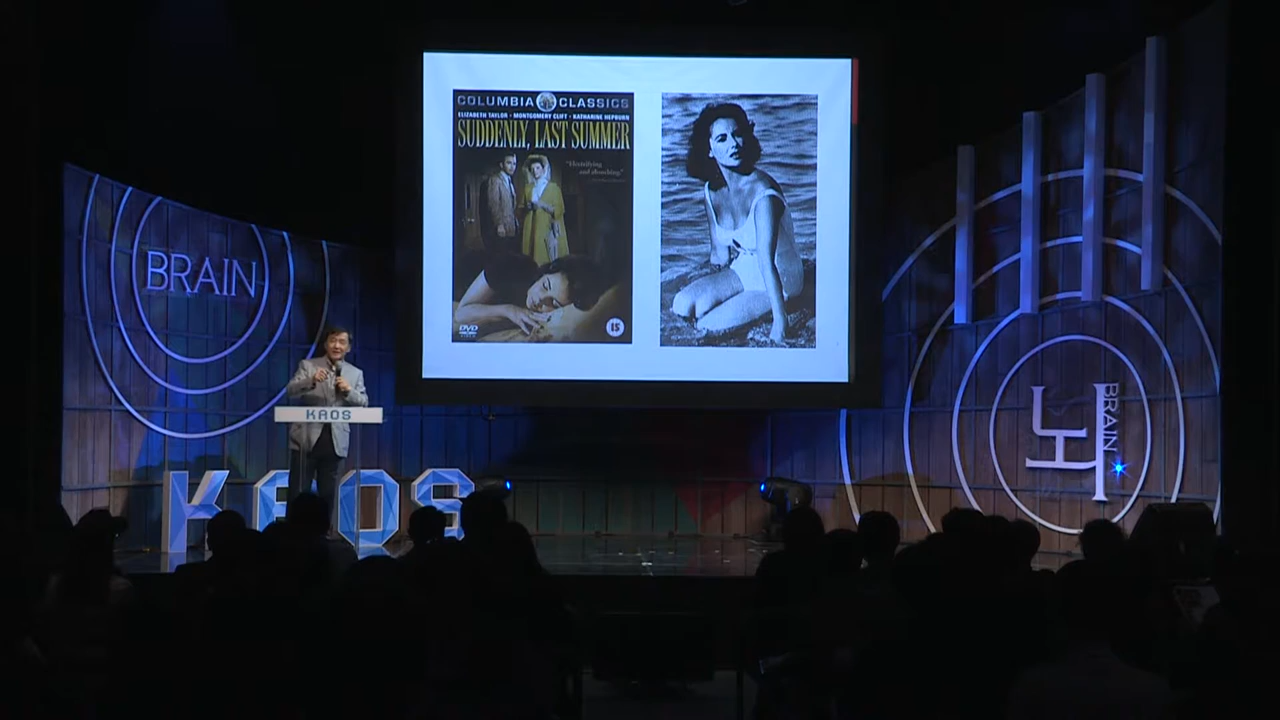 COLUMBIA CLASSICS
ELIZABETH TAYLOR • MONTGOMERY CLIFT • KATHARINE HEPBURN
SUDDENLY, LAST SUMMER
"Electrifying
and absorbing."
DVD
VIDEO
15
BRAIN
KAOS
KAOS
뇌
BRAIN